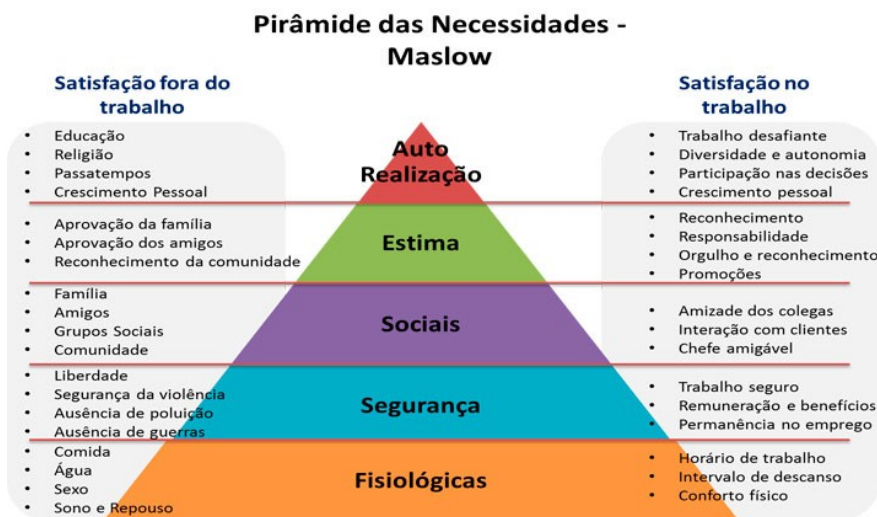 Pirâmide das Necessidades -
Maslow
Satisfação fora do
trabalho
Satisfação no
trabalho
• Educação
• Religião
• Passatempos
• Crescimento Pessoal
Auto
Realização
• Trabalho desafiante
• Diversidade e autonomia
• Participação nas decisões
• Crescimento pessoal
• Aprovação da família
• Aprovação dos amigos
• Reconhecimento da comunidade
Estima
• Reconhecimento
• Responsabilidade
• Orgulho e reconhecimento
• Promoções
• Família
• Amigos
• Grupos Sociais
• Comunidade
Sociais
• Amizade dos colegas
• Interação com clientes
• Chefe amigável
• Liberdade
• Segurança da violência
• Ausência de poluição
• Ausência de guerras
Segurança
• Trabalho seguro
• Remuneração e benefícios
• Permanência no emprego
• Comida
• Água
• Sexo
• Sono e Repouso
Fisiológicas
• Horário de trabalho
• Intervalo de descanso
• Conforto físico